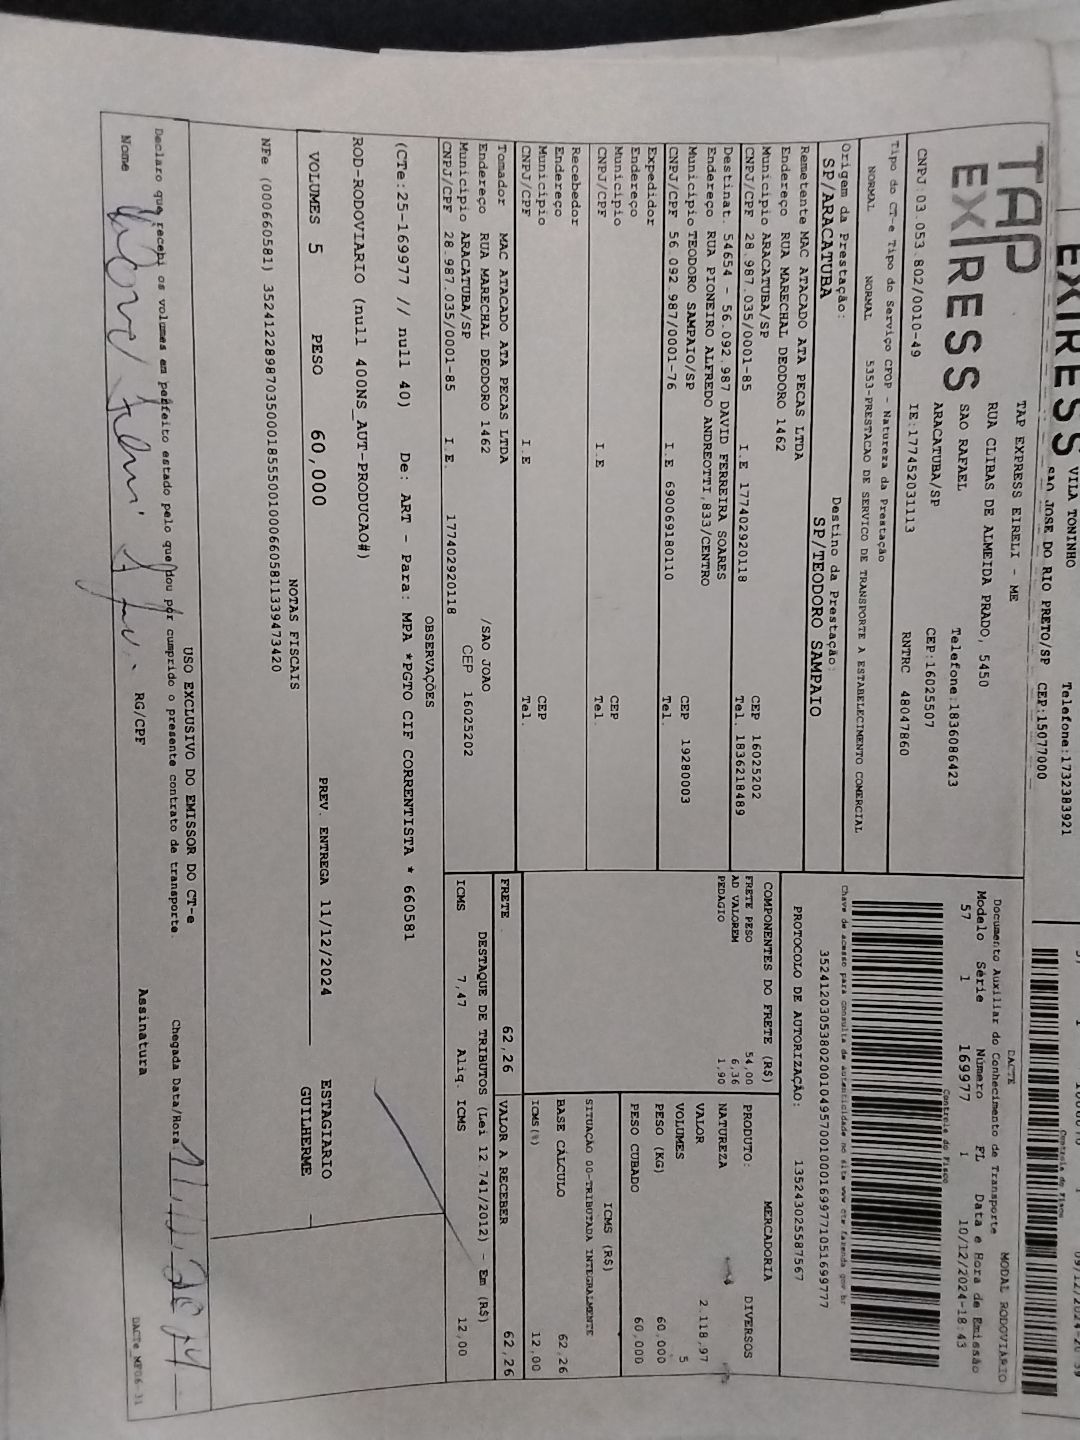 EXPRESS
VILA TONINHO
SAO JOSE DO RIO PRETO/SP CEP:15077000
Telefone:1732383921
Controle do Fisco
TAP EXPRESS
TAP EXPRESS EIRELI - ME
RUA CLIBAS DE ALMEIDA PRADO, 5450
SAO RAFAEL Telefone:1836086423
ARACATUBA/SP CEP:16025507
CNPJ:03.053.802/0010-49 IE:177452031113 RNTRC 48047860
DACTE MODAL RODOVIÁRIO
Documento Auxiliar do Conhecimento de Transporte
Modelo Série Número FL Data e Hora de Emissão
57 1 169977 1 10/12/2024-18:43
Controle do Fisco
Chave de acesso para consulta de autenticidade no site www.cte.fazenda.gov.br
35241203053802001049570010001699771051699777
PROTOCOLO DE AUTORIZAÇÃO: 135243025587567
Tipo do CT-e Tipo do Serviço CFOP - Natureza da Prestação
NORMAL NORMAL 5353-PRESTACAO DE SERVICO DE TRANSPORTE A ESTABELECIMENTO COMERCIAL
Origem da Prestação: Destino da Prestação:
SP/ARACATUBA SP/TEODORO SAMPAIO
Remetente MAC ATACADO ATA PECAS LTDA
Endereço RUA MARECHAL DEODORO 1462
Município ARACATUBA/SP CEP 16025202
CNPJ/CPF 28.987.035/0001-85 I.E 177402920118 Tel. 1836218489
Destinat. 54654 - 56.092.987 DAVID FERREIRA SOARES
Endereço RUA PIONEIRO ALFREDO ANDREOTTI,833/CENTRO
Município TEODORO SAMPAIO/SP CEP 19280003
CNPJ/CPF 56.092.987/0001-76 I.E 690069180110 Tel.
Expedidor
Endereço
Município CEP
CNPJ/CPF I.E Tel.
Recebedor
Endereço
Município CEP
CNPJ/CPF I.E Tel.
Tomador MAC ATACADO ATA PECAS LTDA
Endereço RUA MARECHAL DEODORO 1462 /SAO JOAO
Município ARACATUBA/SP CEP 16025202
CNPJ/CPF 28.987.035/0001-85 I.E. 177402920118
COMPONENTES DO FRETE (R$)
FRETE PESO 54,00
AD VALOREM 6,36
PEDAGIO 1,90
MERCADORIA
PRODUTO: DIVERSOS
NATUREZA
VALOR 2.118,97
VOLUMES 5
PESO (KG) 60,000
PESO CUBADO 60,000
ICMS (R$)
SITUAÇÃO 00-TRIBUTADA INTEGRALMENTE
BASE CÁLCULO 62,26
ICMS(%) 12,00
FRETE 62,26 VALOR A RECEBER 62,26
DESTAQUE DE TRIBUTOS (Lei 12.741/2012) - Em (R$)
ICMS 7,47 Aliq. ICMS 12,00
OBSERVAÇÕES
(CTe:25-169977 // null 40) De: ART - Para: MPA *PGTO CIF CORRENTISTA * 660581
ROD-RODOVIARIO (null 400NS_AUT-PRODUCAO#)
VOLUMES 5 PESO 60,000 PREV. ENTREGA 11/12/2024 ESTAGIARIO GUILHERME
NOTAS FISCAIS
NFe (000660581) 35241228987035000185550010006605811339473420
USO EXCLUSIVO DO EMISSOR DO CT-e
Declaro que recebi os volumes em perfeito estado pelo que dou por cumprido o presente contrato de transporte. Chegada Data/Hora
Nome RG/CPF Assinatura